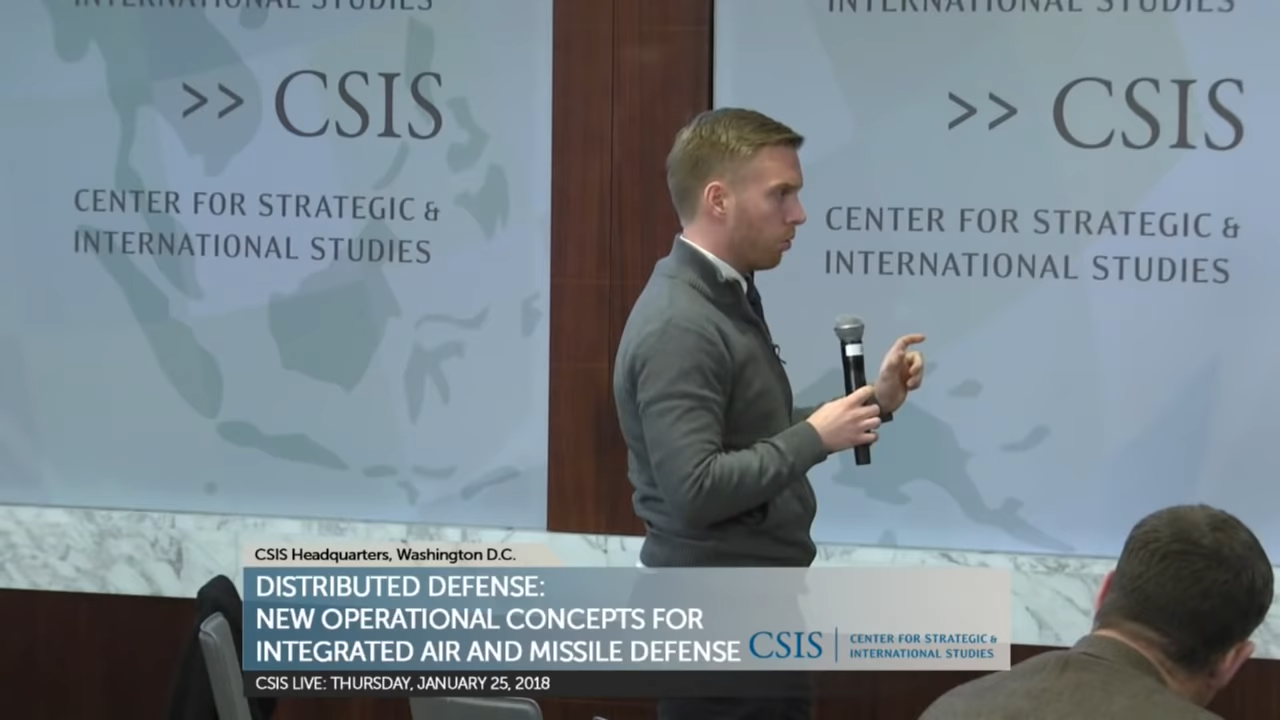 INTERNATIONAL STUDIES
>> CSIS
CENTER FOR STRATEGIC &
INTERNATIONAL STUDIES
INTERNATIONAL STUDIES
>> CSIS
CENTER FOR STRATEGIC &
INTERNATIONAL STUDIES
CSIS Headquarters, Washington D.C.
DISTRIBUTED DEFENSE:
NEW OPERATIONAL CONCEPTS FOR
INTEGRATED AIR AND MISSILE DEFENSE
CSIS
CENTER FOR STRATEGIC &
INTERNATIONAL STUDIES
CSIS LIVE: THURSDAY, JANUARY 25, 2018